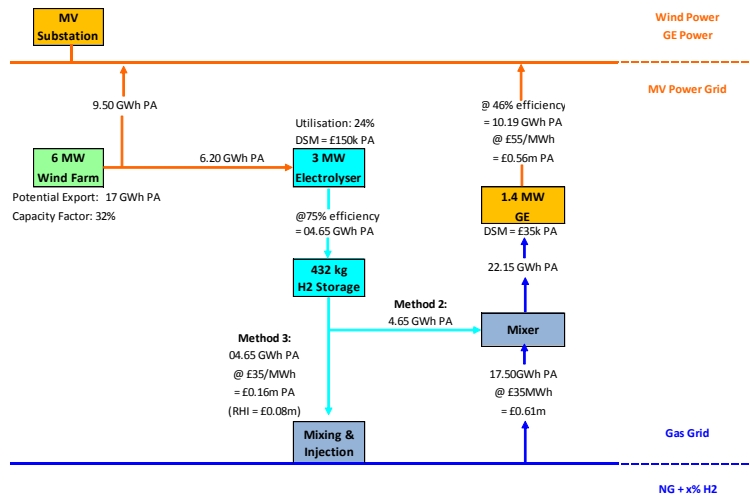 MV
Substation
Wind Power
GE Power
MV Power Grid
9.50 GWh PA
@ 46% efficiency
= 10.19 GWh PA
@ £55/MWh
= £0.56m PA
Utilisation: 24%
DSM = £150k PA
6 MW
Wind Farm
6.20 GWh PA
3 MW
Electrolyser
Potential Export: 17 GWh PA
Capacity Factor: 32%
1.4 MW
GE
DSM = £35k PA
@75% efficiency
= 04.65 GWh PA
22.15 GWh PA
432 kg
H2 Storage
Method 2:
4.65 GWh PA
Mixer
Method 3:
04.65 GWh PA
@ £35/MWh
= £0.16m PA
(RHI = £0.08m)
17.50GWh PA
@ £35MWh
= £0.61m
Mixing &
Injection
Gas Grid
NG + x% H2